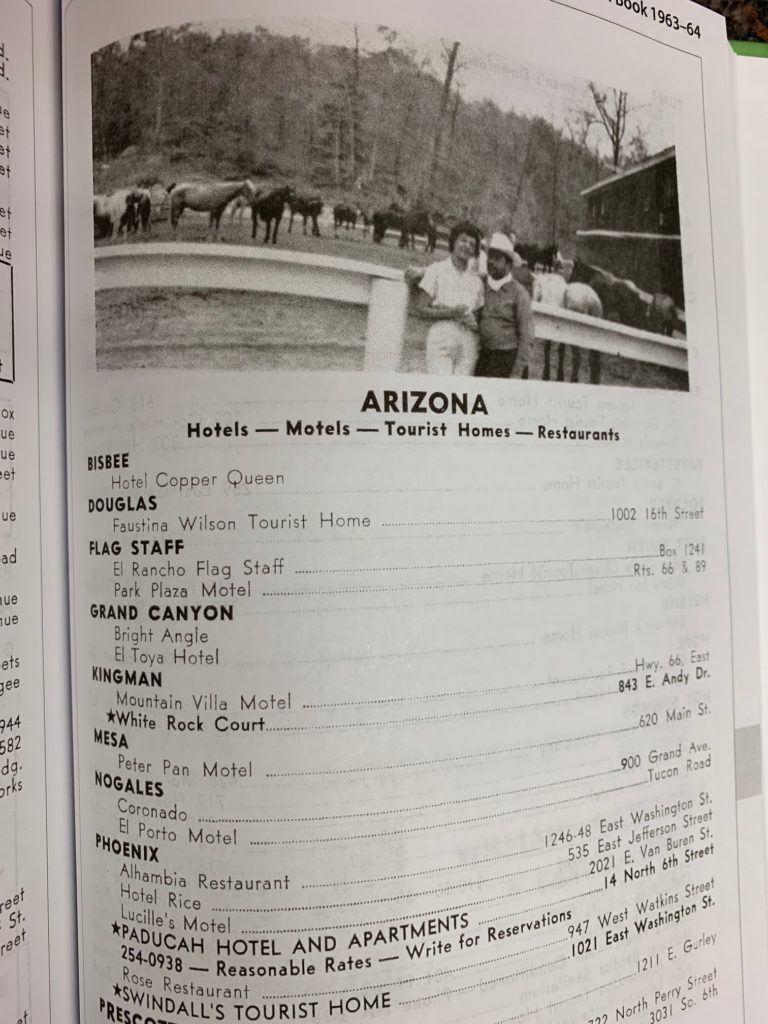 Book 1963–64
ARIZONA
Hotels — Motels — Tourist Homes — Restaurants
BISBEE
Hotel Copper Queen
DOUGLAS
Faustina Wilson Tourist Home ........ 1002 16th Street
FLAG STAFF
El Rancho Flag Staff ........ Box 1241
Park Plaza Motel ........ Rts. 66 & 89
GRAND CANYON
Bright Angle
El Toya Hotel
KINGMAN
Mountain Villa Motel ........ Hwy. 66, East
★White Rock Court ........ 843 E. Andy Dr.
MESA
Peter Pan Motel ........ 620 Main St.
NOGALES
Coronado ........ 900 Grand Ave.
El Porto Motel ........ Tucon Road
PHOENIX
Alhambia Restaurant ........ 1246-48 East Washington St.
Hotel Rice ........ 535 East Jefferson Street
Lucille's Motel ........ 2021 E. Van Buren St.
★PADUCAH HOTEL AND APARTMENTS ........ 14 North 6th Street
254-0938 — Reasonable Rates — Write for Reservations
Rose Restaurant ........ 947 West Watkins Street
★SWINDALL'S TOURIST HOME ........ 1021 East Washington St.
PRESCOTT
1211 E. Gurley
North Perry Street
3031 So. 6th